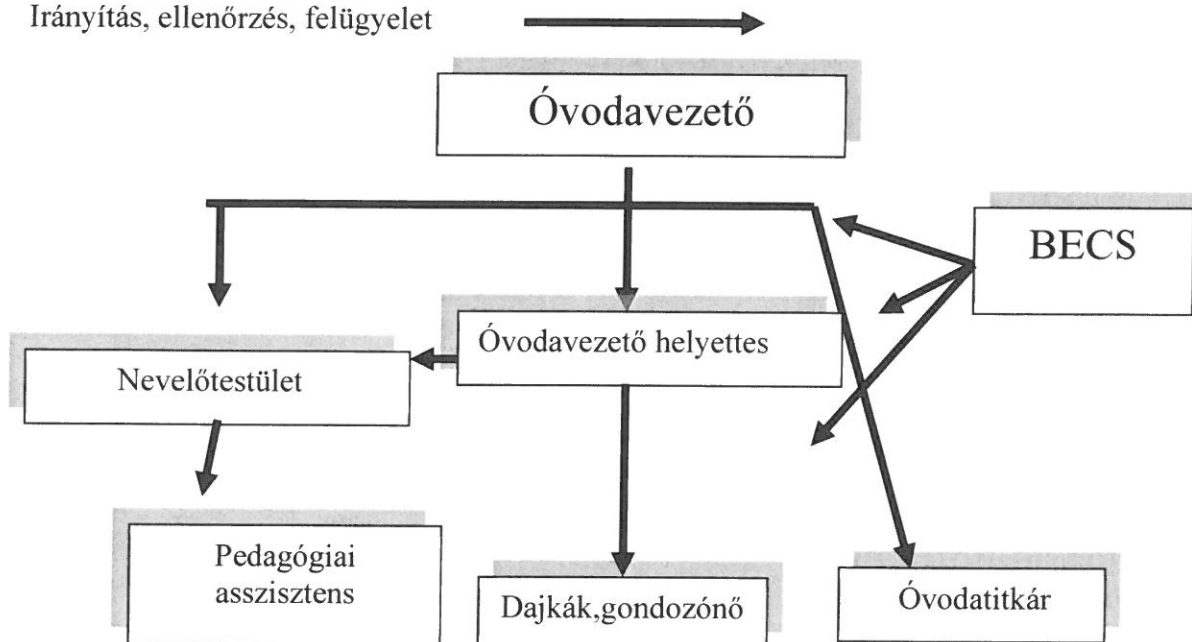 Irányítás, ellenőrzés, felügyelet
Óvodavezető
BECS
Óvodavezető helyettes
Nevelőtestület
Pedagógiai
asszisztens
Dajkák,gondozónő
Óvodatitkár